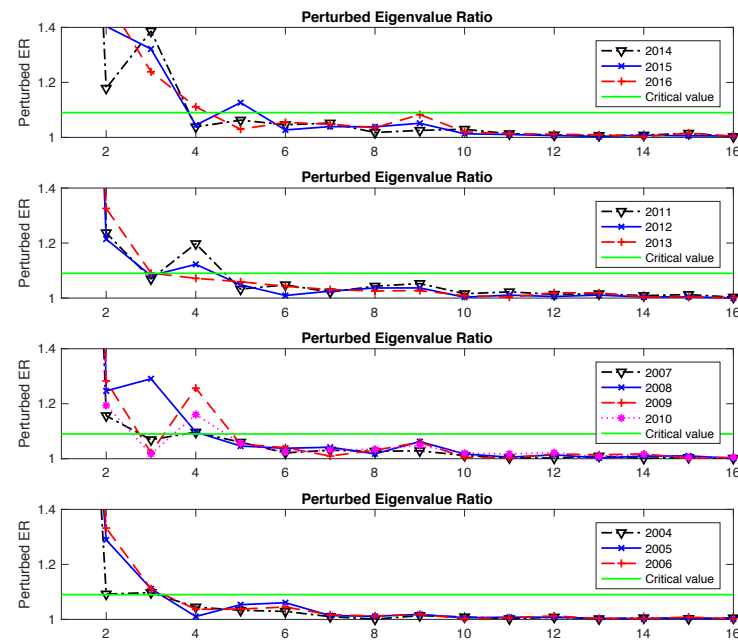 Perturbed Eigenvalue Ratio
Perturbed ER
1.4
1.2
1
2014
2015
2016
Critical value
2 4 6 8 10 12 14 16
Perturbed Eigenvalue Ratio
Perturbed ER
1.4
1.2
1
2011
2012
2013
Critical value
2 4 6 8 10 12 14 16
Perturbed Eigenvalue Ratio
Perturbed ER
1.4
1.2
1
2007
2008
2009
2010
Critical value
2 4 6 8 10 12 14 16
Perturbed Eigenvalue Ratio
Perturbed ER
1.4
1.2
1
2004
2005
2006
Critical value
2 4 6 8 10 12 14 16